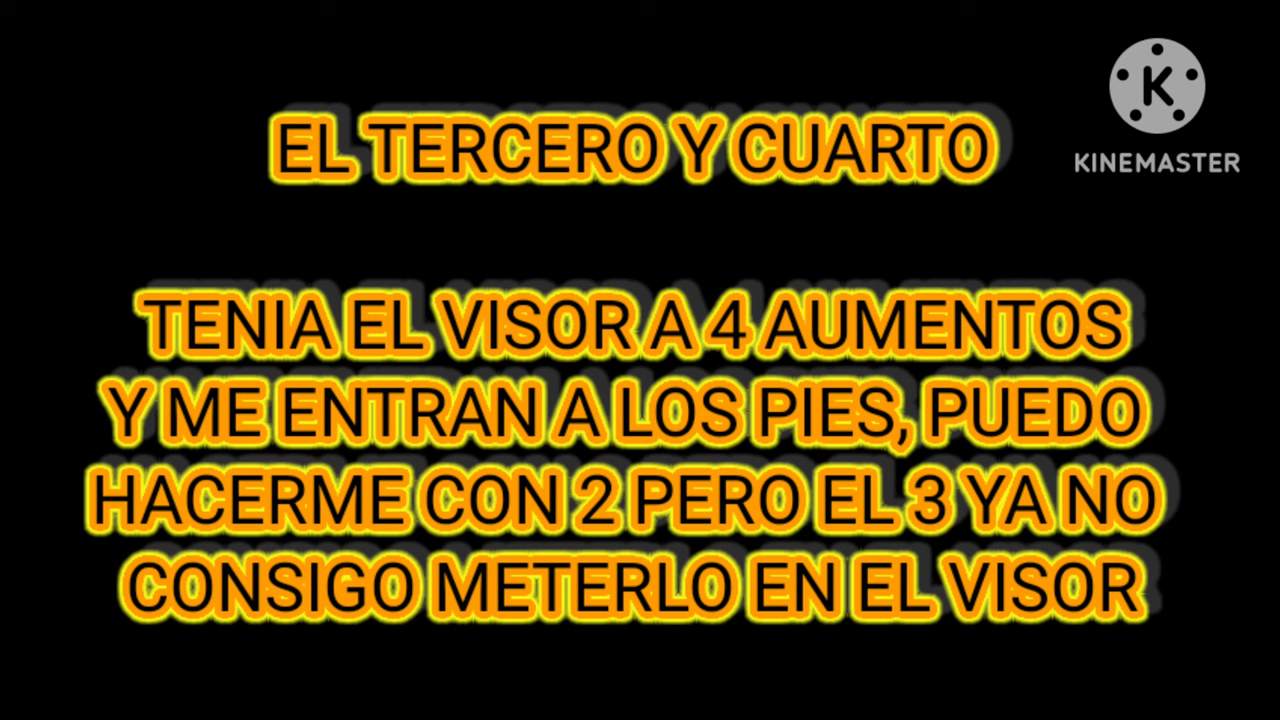 EL TERCERO Y CUARTO
KINEMASTER
TENIA EL VISOR A 4 AUMENTOS
Y ME ENTRAN A LOS PIES, PUEDO
HACERME CON 2 PERO EL 3 YA NO
CONSIGO METERLO EN EL VISOR